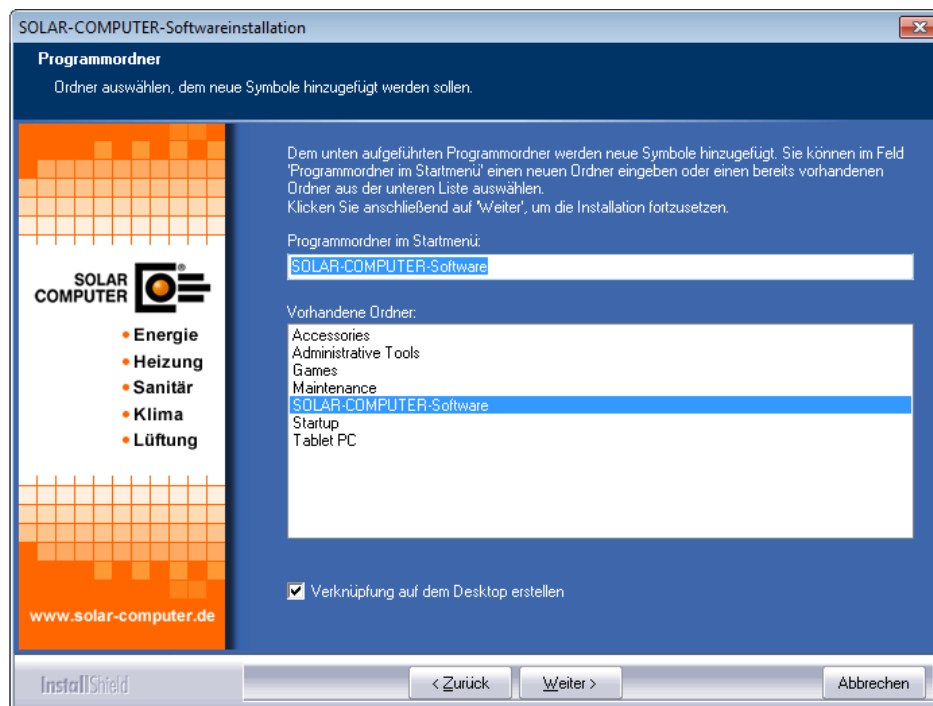 SOLAR-COMPUTER-Softwareinstallation
Programmordner
Ordner auswählen, dem neue Symbole hinzugefügt werden sollen.
Dem unten aufgeführten Programmordner werden neue Symbole hinzugefügt. Sie können im Feld
'Programmordner im Startmenü' einen neuen Ordner eingeben oder einen bereits vorhandenen
Ordner aus der unteren Liste auswählen.
Klicken Sie anschließend auf 'Weiter', um die Installation fortzusetzen.
Programmordner im Startmenü:
SOLAR-COMPUTER-Software
Vorhandene Ordner:
Accessories
Administrative Tools
Games
Maintenance
SOLAR-COMPUTER-Software
Startup
Tablet PC
Verknüpfung auf dem Desktop erstellen
SOLAR
COMPUTER
®
• Energie
• Heizung
• Sanitär
• Klima
• Lüftung
www.solar-computer.de
InstallShield
< Zurück
Weiter >
Abbrechen